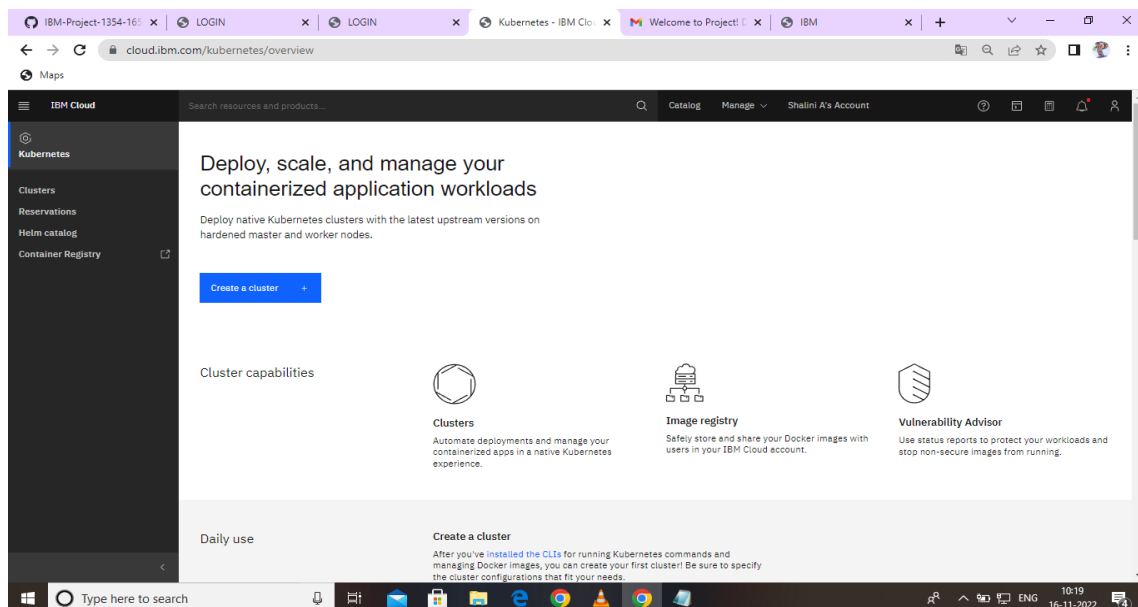 IBM-Project-1354-165
LOGIN
LOGIN
Kubernetes - IBM Clou
Welcome to Project! D
IBM
cloud.ibm.com/kubernetes/overview
Maps
IBM Cloud
Search resources and products...
Catalog
Manage
Shalini A's Account
Kubernetes
Clusters
Reservations
Helm catalog
Container Registry
Deploy, scale, and manage your
containerized application workloads
Deploy native Kubernetes clusters with the latest upstream versions on
hardened master and worker nodes.
Create a cluster +
Cluster capabilities
Clusters
Automate deployments and manage your
containerized apps in a native Kubernetes
experience.
Image registry
Safely store and share your Docker images with
users in your IBM Cloud account.
Vulnerability Advisor
Use status reports to protect your workloads and
stop non-secure images from running.
Daily use
Create a cluster
After you've installed the CLIs for running Kubernetes commands and
managing Docker images, you can create your first cluster! Be sure to specify
the cluster configurations that fit your needs.
Type here to search
ENG
10:19
16-11-2022
4